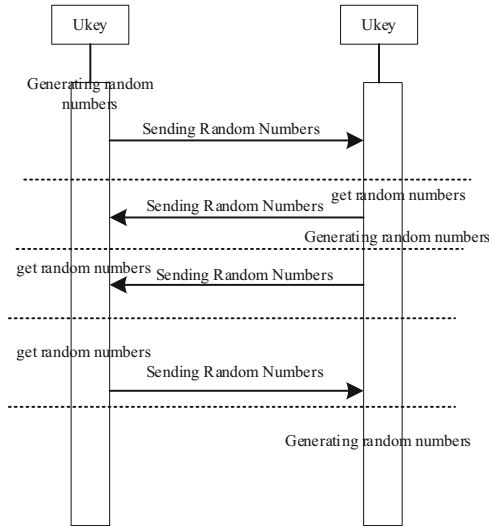 Ukey
Ukey
Generating random
numbers
Sending Random Numbers
get random numbers
Sending Random Numbers
Generating random numbers
get random numbers
Sending Random Numbers
get random numbers
Sending Random Numbers
Generating random numbers